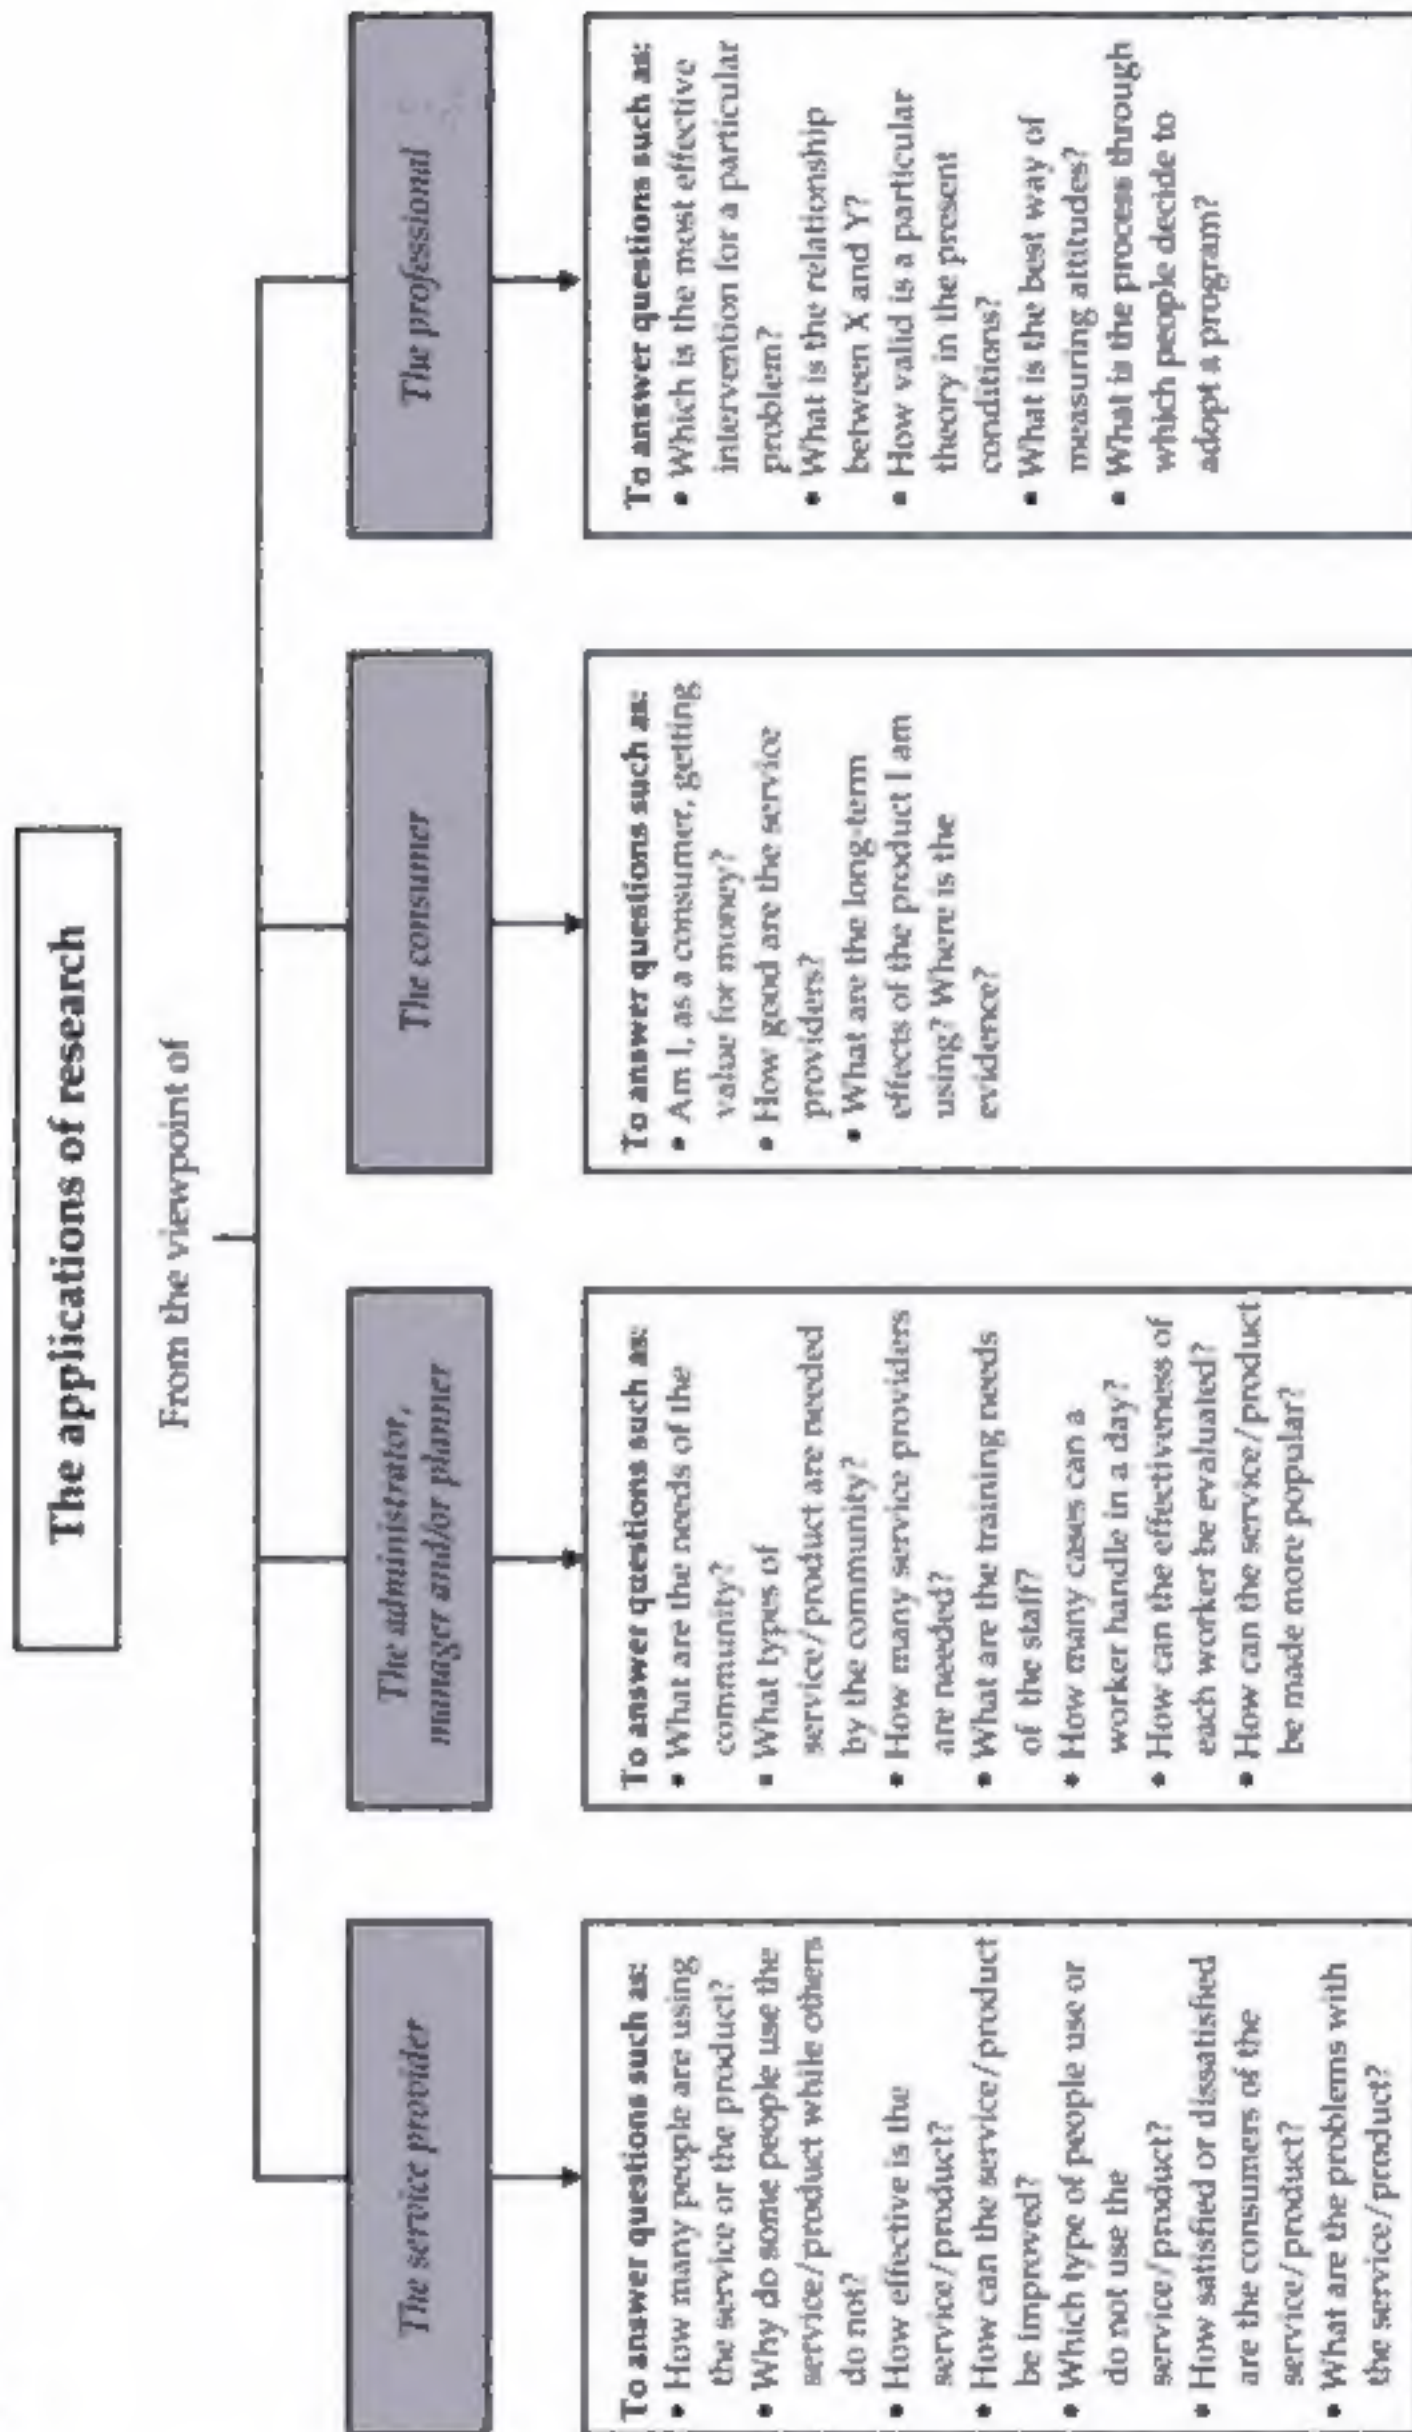 The applications of research
From the viewpoint of
The service provider
To answer questions such as:
• How many people are using
the service or the product?
• Why do some people use the
service/product while others
do not?
• How effective is the
service/product?
• How can the service/product
be improved?
• Which type of people use or
do not use the
service/product?
• How satisfied or dissatisfied
are the consumers of the
service/product?
• What are the problems with
the service/product?
The administrator,
manager and/or planner
To answer questions such as:
• What are the needs of the
community?
• What types of
service/product are needed
by the community?
• How many service providers
are needed?
• What are the training needs
of the staff?
• How many cases can a
worker handle in a day?
• How can the effectiveness of
each worker be evaluated?
• How can the service/product
be made more popular?
The consumer
To answer questions such as:
• Am I, as a consumer, getting
value for money?
• How good are the service
providers?
• What are the long-term
effects of the product I am
using? Where is the
evidence?
The professional
To answer questions such as:
• Which is the most effective
intervention for a particular
problem?
• What is the relationship
between X and Y?
• How valid is a particular
theory in the present
conditions?
• What is the best way of
measuring attitudes?
• What is the process through
which people decide to
adopt a program?